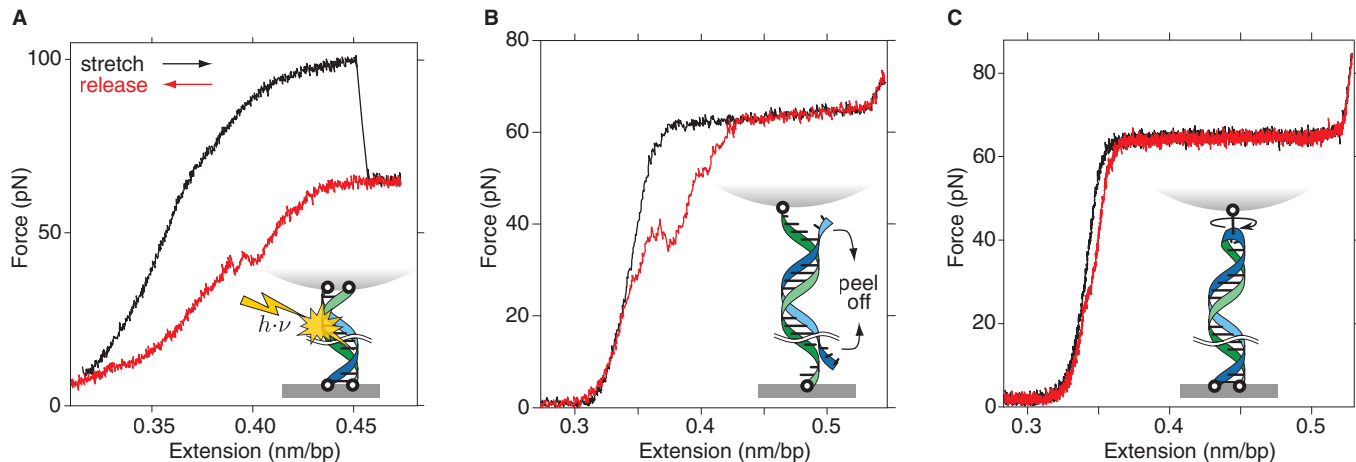 A
100
50
0
0.35
0.40
0.45
Force (pN)
Extension (nm/bp)
stretch
release
h·ν
B
80
60
40
20
0
0.3
0.4
0.5
Force (pN)
Extension (nm/bp)
peel
off
C
80
60
40
20
0
0.3
0.4
0.5
Force (pN)
Extension (nm/bp)